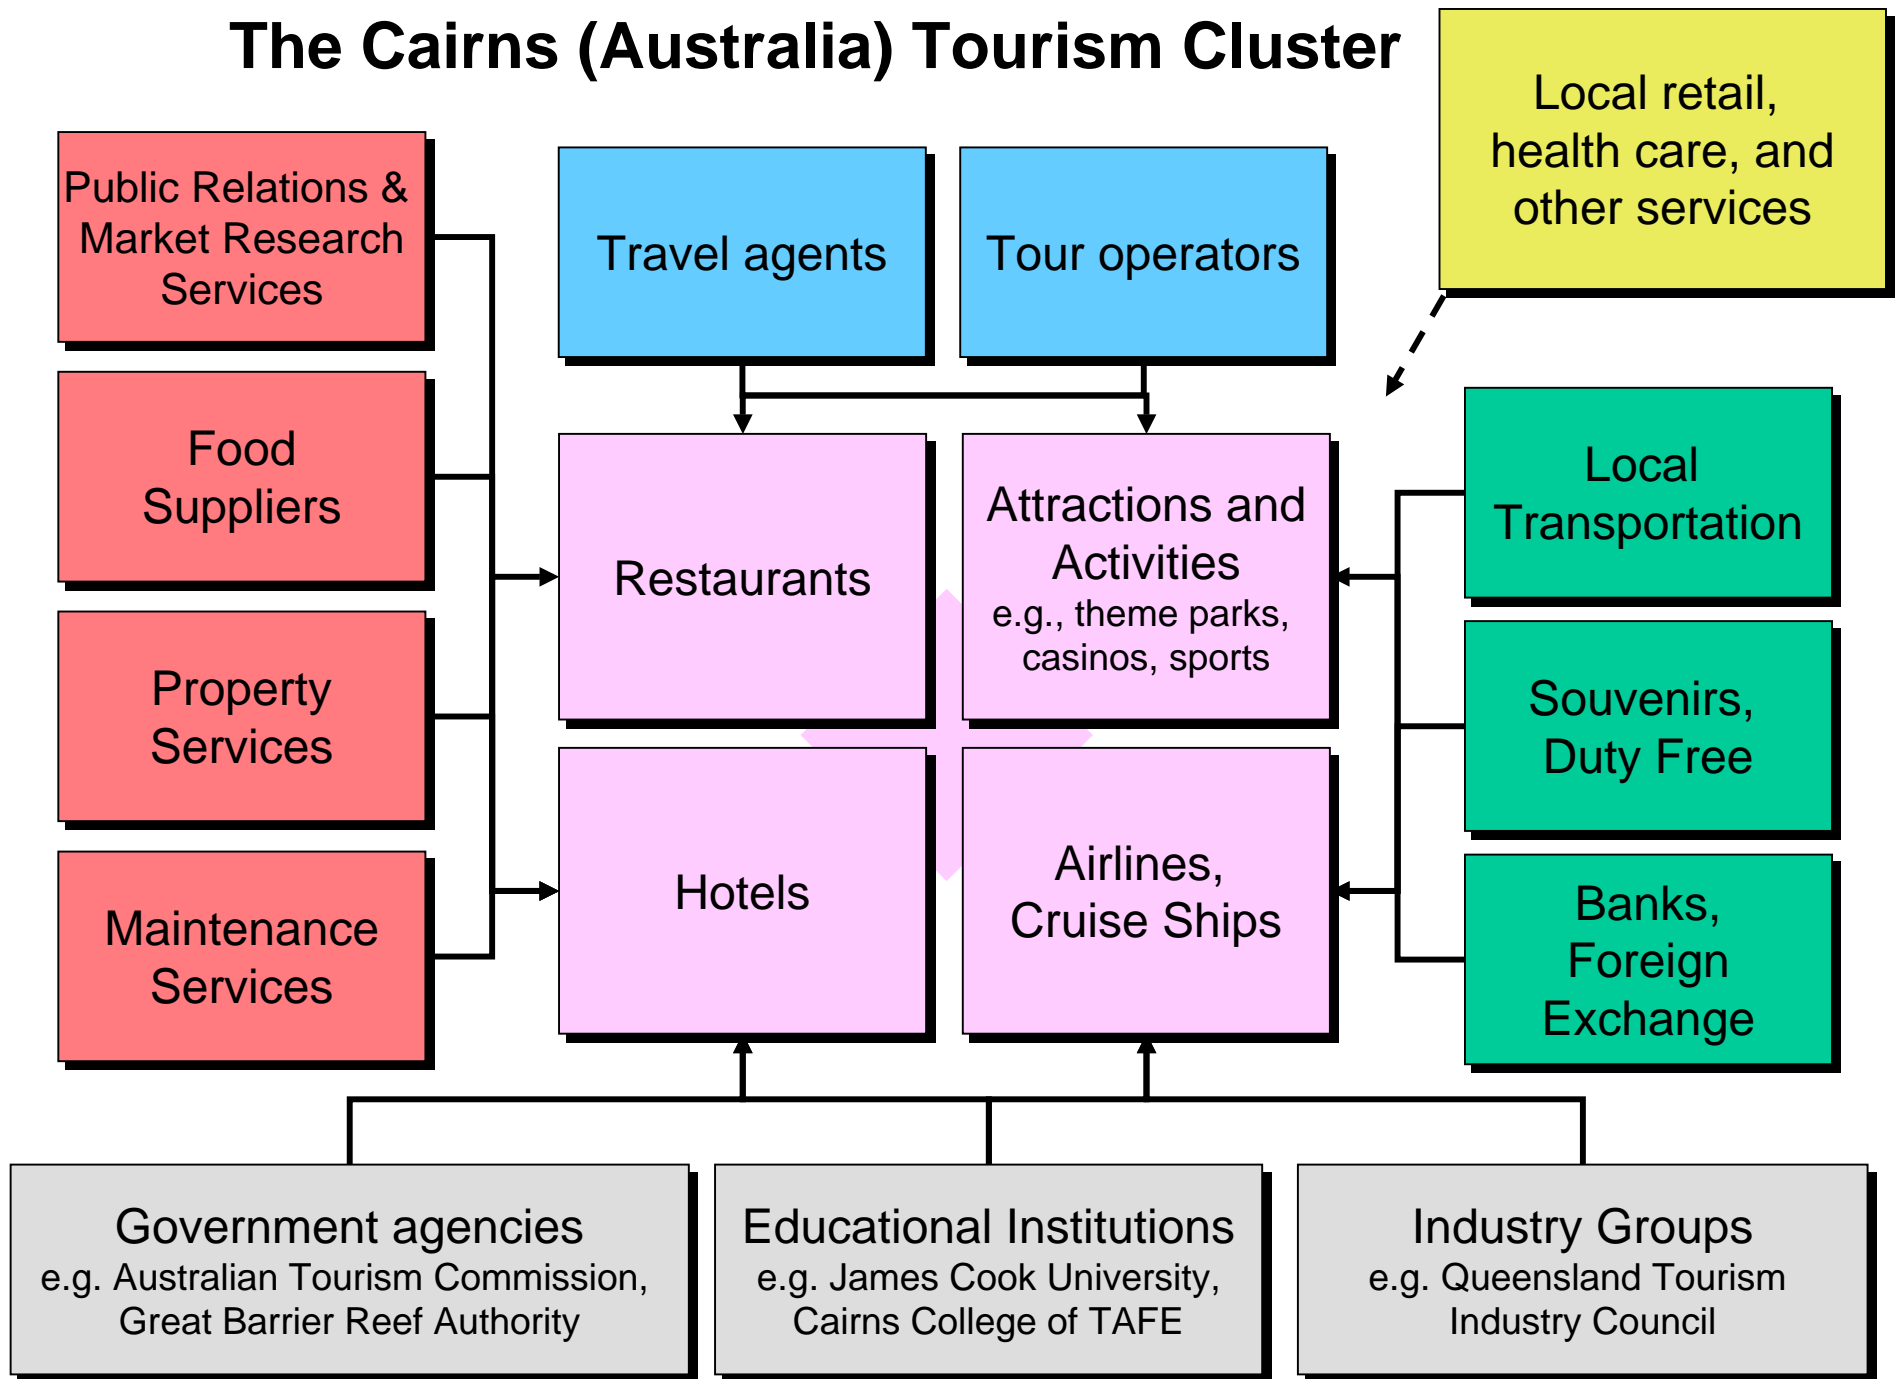 The Cairns (Australia) Tourism Cluster
Local retail,
health care, and
other services
Public Relations &
Market Research
Services
Travel agents
Tour operators
Food
Suppliers
Local
Transportation
Restaurants
Attractions and
Activities
e.g., theme parks,
casinos, sports
Property
Services
Souvenirs,
Duty Free
Maintenance
Services
Hotels
Airlines,
Cruise Ships
Banks,
Foreign
Exchange
Government agencies
e.g. Australian Tourism Commission,
Great Barrier Reef Authority
Educational Institutions
e.g. James Cook University,
Cairns College of TAFE
Industry Groups
e.g. Queensland Tourism
Industry Council